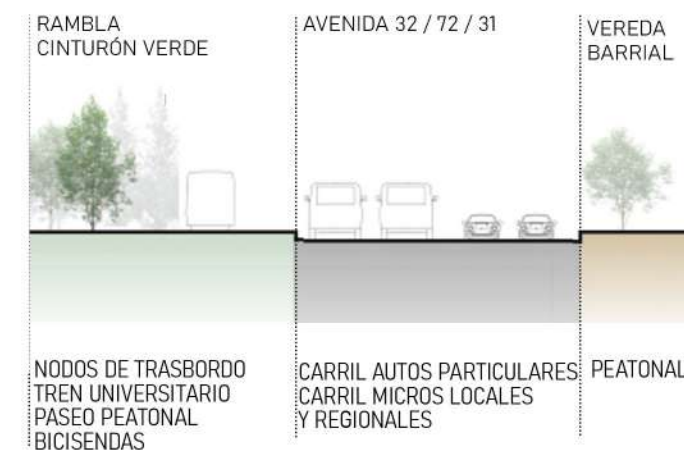 RAMBLA
CINTURÓN VERDE
AVENIDA 32 / 72 / 31
VEREDA
BARRIAL
NODOS DE TRASBORDO
TREN UNIVERSITARIO
PASEO PEATONAL
BICISENDAS
CARRIL AUTOS PARTICULARES
CARRIL MICROS LOCALES
Y REGIONALES
PEATONAL